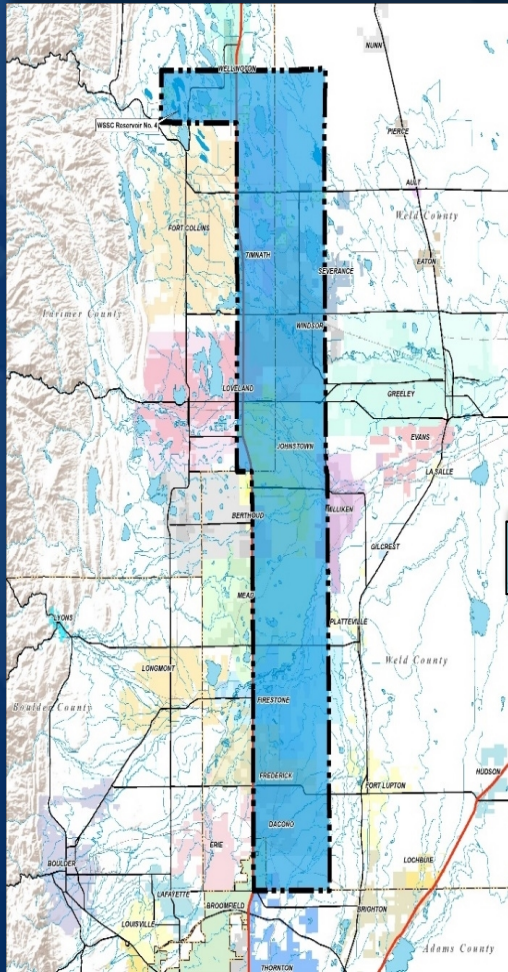 NUNN
WELLINGTON
WSSC Reservoir No. 4
PIERCE
AULT
Weld County
FORT COLLINS
TIMNATH
EATON
SEVERANCE
Larimer County
WINDSOR
LOVELAND
GREELEY
EVANS
JOHNSTOWN
LA SALLE
MILLIKEN
BERTHOUD
GILCREST
MEAD
LYONS
PLATTEVILLE
Weld County
LONGMONT
Boulder County
FIRESTONE
HUDSON
FREDERICK
FORT LUPTON
DACONO
ERIE
BOULDER
LOCHBUIE
LAFAYETTE
BROOMFIELD
BRIGHTON
LOUISVILLE
Adams County
THORNTON